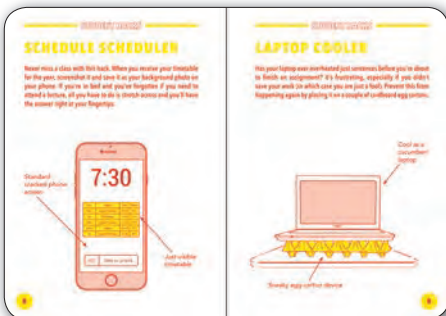 STUDENT HACKS
SCHEDULE SCHEDULER
Never miss a class with this hack. When you receive your timetable
for the year, screenshot it and save it as your background photo on
your phone. If you're in bed and you've forgotten if you need to
attend a lecture, all you have to do is stretch across and you'll have
the answer right at your fingertips.
Standard
cracked phone
screen
7:30
Just visible
timetable
8
STUDENT HACKS
LAPTOP COOLER
Has your laptop ever overheated just sentences before you're about
to finish an assignment? It's frustrating, especially if you didn't
save your work (in which case you are just a fool). Prevent this from
happening again by placing it on a couple of cardboard egg cartons.
Cool as a
cucumber
laptop
Sneaky egg carton device
9